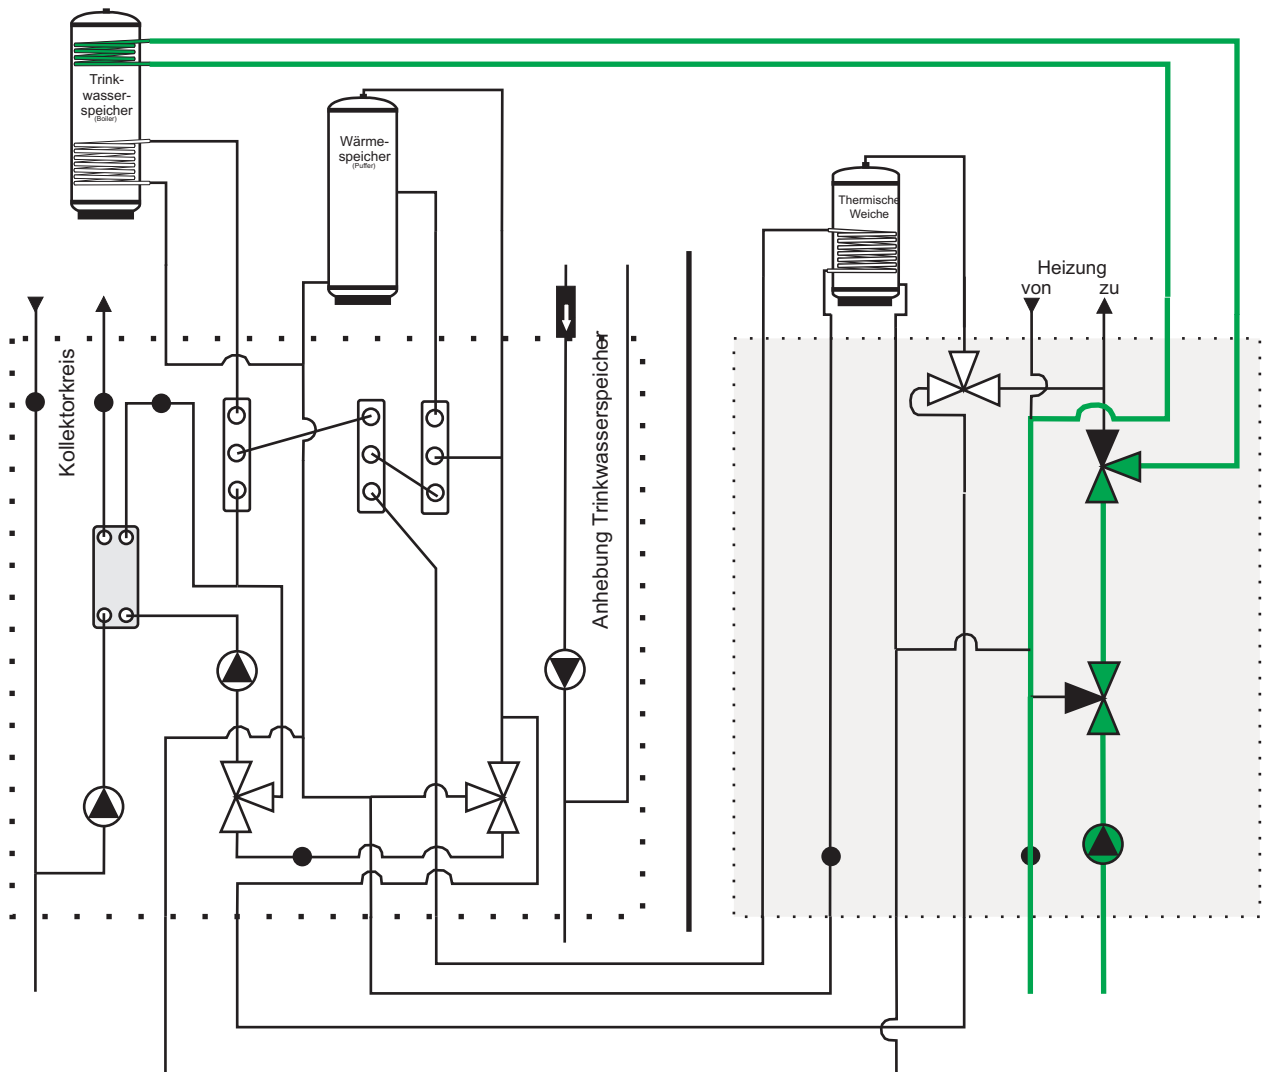 Trink-
wasser-
speicher
(Boiler)
Wärme-
speicher
(Puffer)
Thermische
Weiche
Heizung
von zu
Kollektorkreis
Anhebung Trinkwasserspeicher